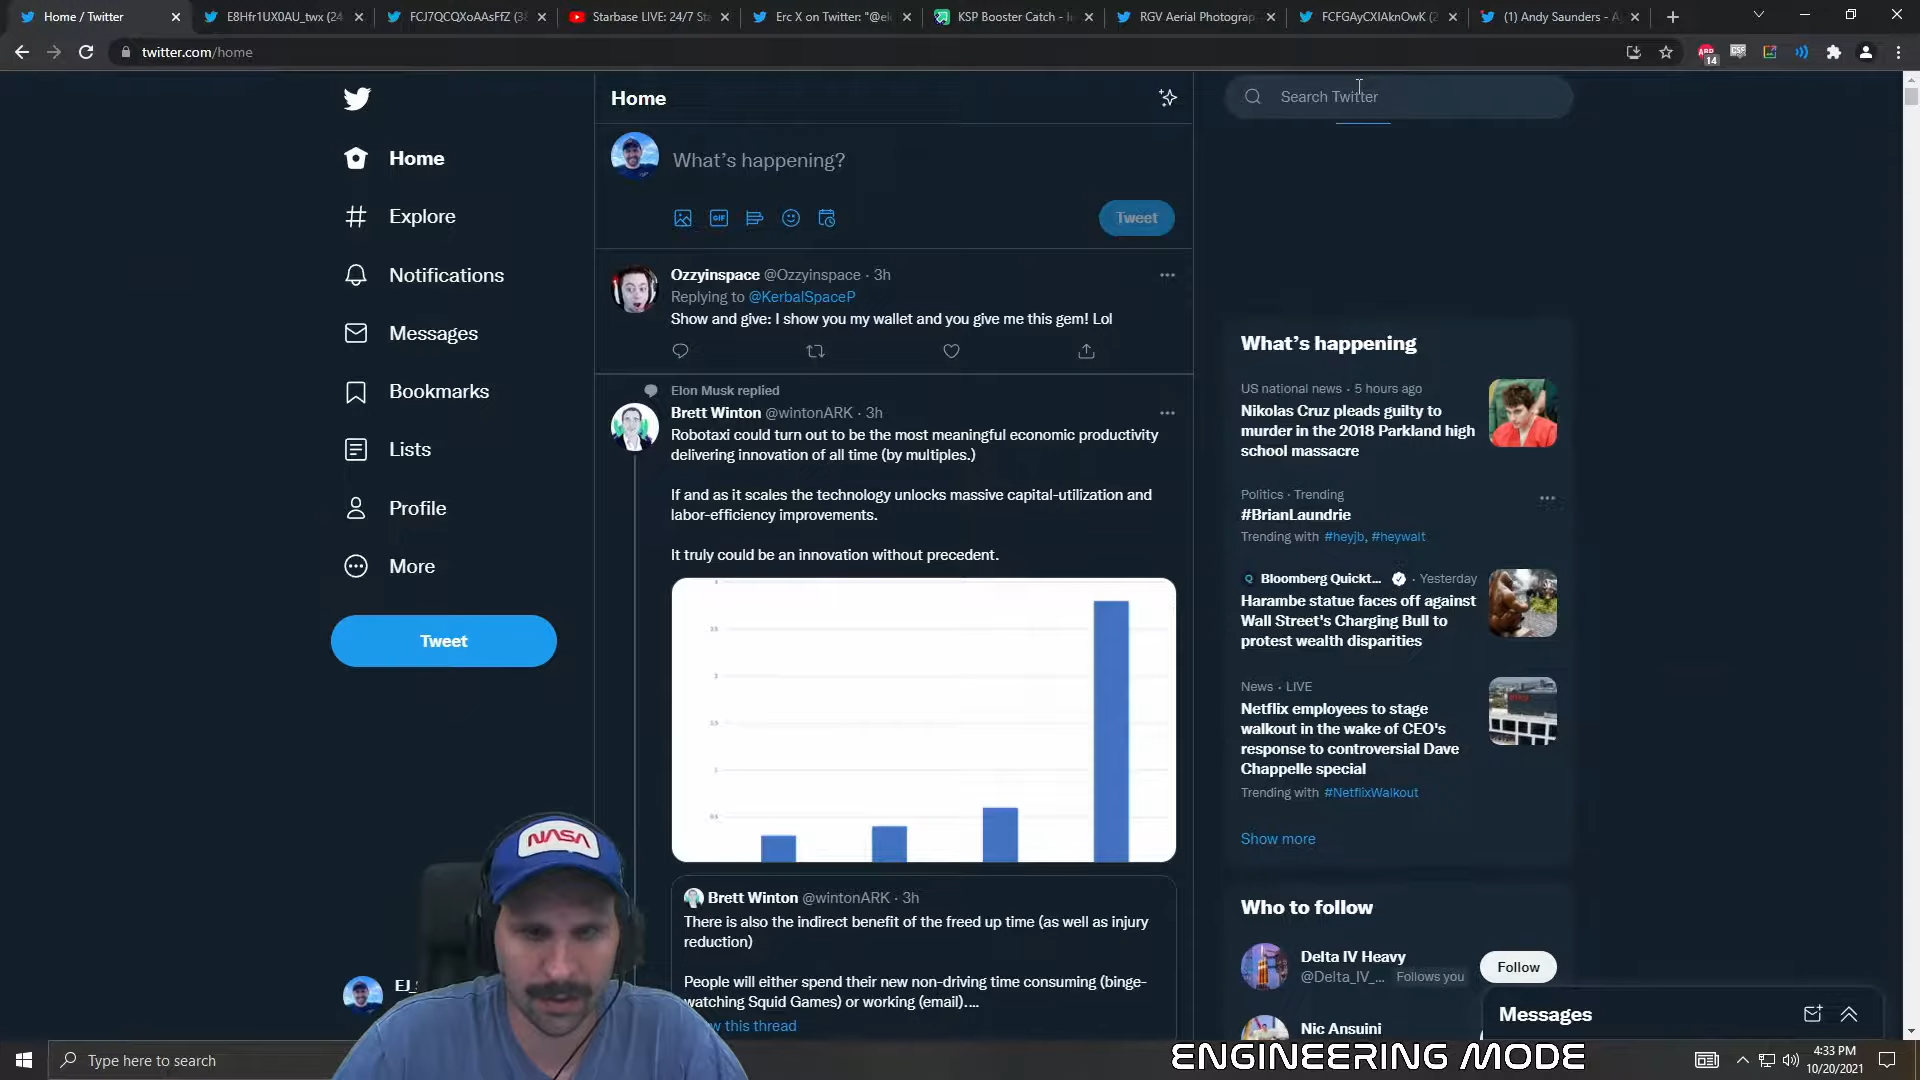 Home / Twitter
E8Hfr1UX0AU_twx (24
FCJ7QCQXoAAsFfZ (38
Starbase LIVE: 24/7 Sta
Erc X on Twitter: "@elo
KSP Booster Catch - In
RGV Aerial Photograp
FCFGAyCXIAknOwK (2
(1) Andy Saunders - A
twitter.com/home
14
Home
Search Twitter
What's happening?
GIF
Tweet
Home
Explore
Notifications
Messages
Bookmarks
Lists
Profile
More
Tweet
Ozzyinspace @Ozzyinspace · 3h
Replying to @KerbalSpaceP
Show and give: I show you my wallet and you give me this gem! Lol
Elon Musk replied
Brett Winton @wintonARK · 3h
Robotaxi could turn out to be the most meaningful economic productivity
delivering innovation of all time (by multiples.)
If and as it scales the technology unlocks massive capital-utilization and
labor-efficiency improvements.
It truly could be an innovation without precedent.
Brett Winton @wintonARK · 3h
There is also the indirect benefit of the freed up time (as well as injury
reduction)
People will either spend their new non-driving time consuming (binge-
watching Squid Games) or working (email)....
this thread
What's happening
US national news · 5 hours ago
Nikolas Cruz pleads guilty to
murder in the 2018 Parkland high
school massacre
Politics · Trending
#BrianLaundrie
Trending with #heyjb, #heywalt
Bloomberg Quickt... · Yesterday
Harambe statue faces off against
Wall Street's Charging Bull to
protest wealth disparities
News · LIVE
Netflix employees to stage
walkout in the wake of CEO's
response to controversial Dave
Chappelle special
Trending with #NetflixWalkout
Show more
Who to follow
Delta IV Heavy
@Delta_IV_... Follows you
Follow
Nic Ansuini
Messages
NASA
EJ
ENGINEERING MODE
Type here to search
4:33 PM
10/20/2021